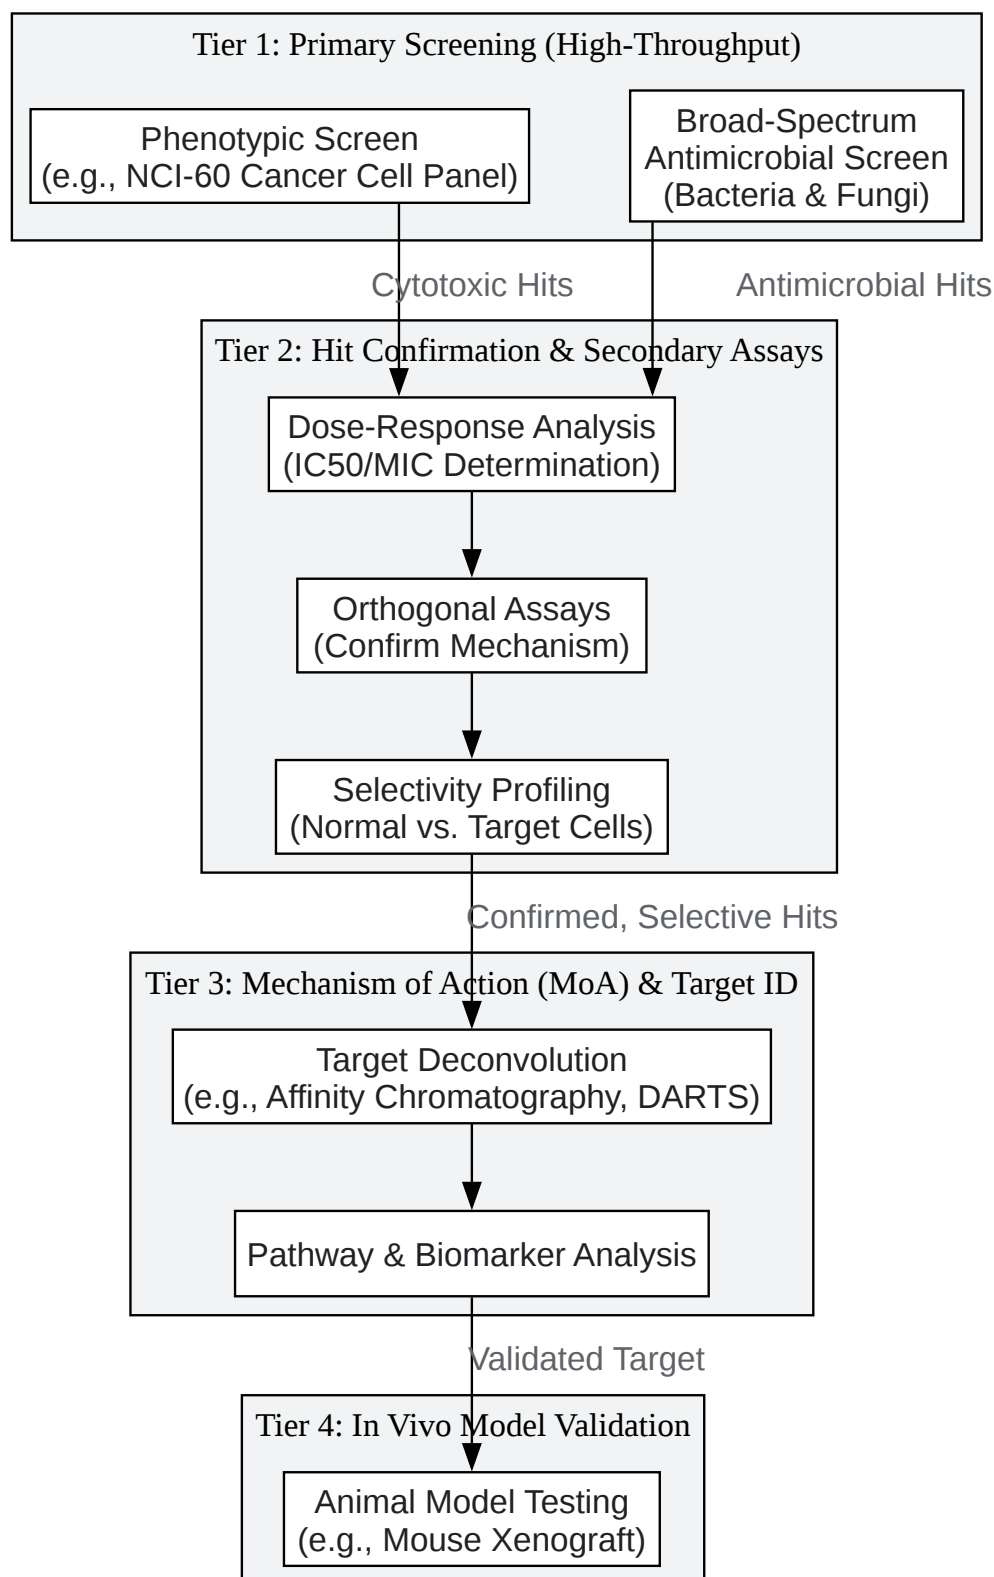 Tier 1: Primary Screening (High-Throughput)
Phenotypic Screen
(e.g., NCI-60 Cancer Cell Panel)
Broad-Spectrum
Antimicrobial Screen
(Bacteria & Fungi)
Cytotoxic Hits
Antimicrobial Hits
Tier 2: Hit Confirmation & Secondary Assays
Dose-Response Analysis
(IC50/MIC Determination)
Orthogonal Assays
(Confirm Mechanism)
Selectivity Profiling
(Normal vs. Target Cells)
Confirmed, Selective Hits
Tier 3: Mechanism of Action (MoA) & Target ID
Target Deconvolution
(e.g., Affinity Chromatography, DARTS)
Pathway & Biomarker Analysis
Validated Target
Tier 4: In Vivo Model Validation
Animal Model Testing
(e.g., Mouse Xenograft)